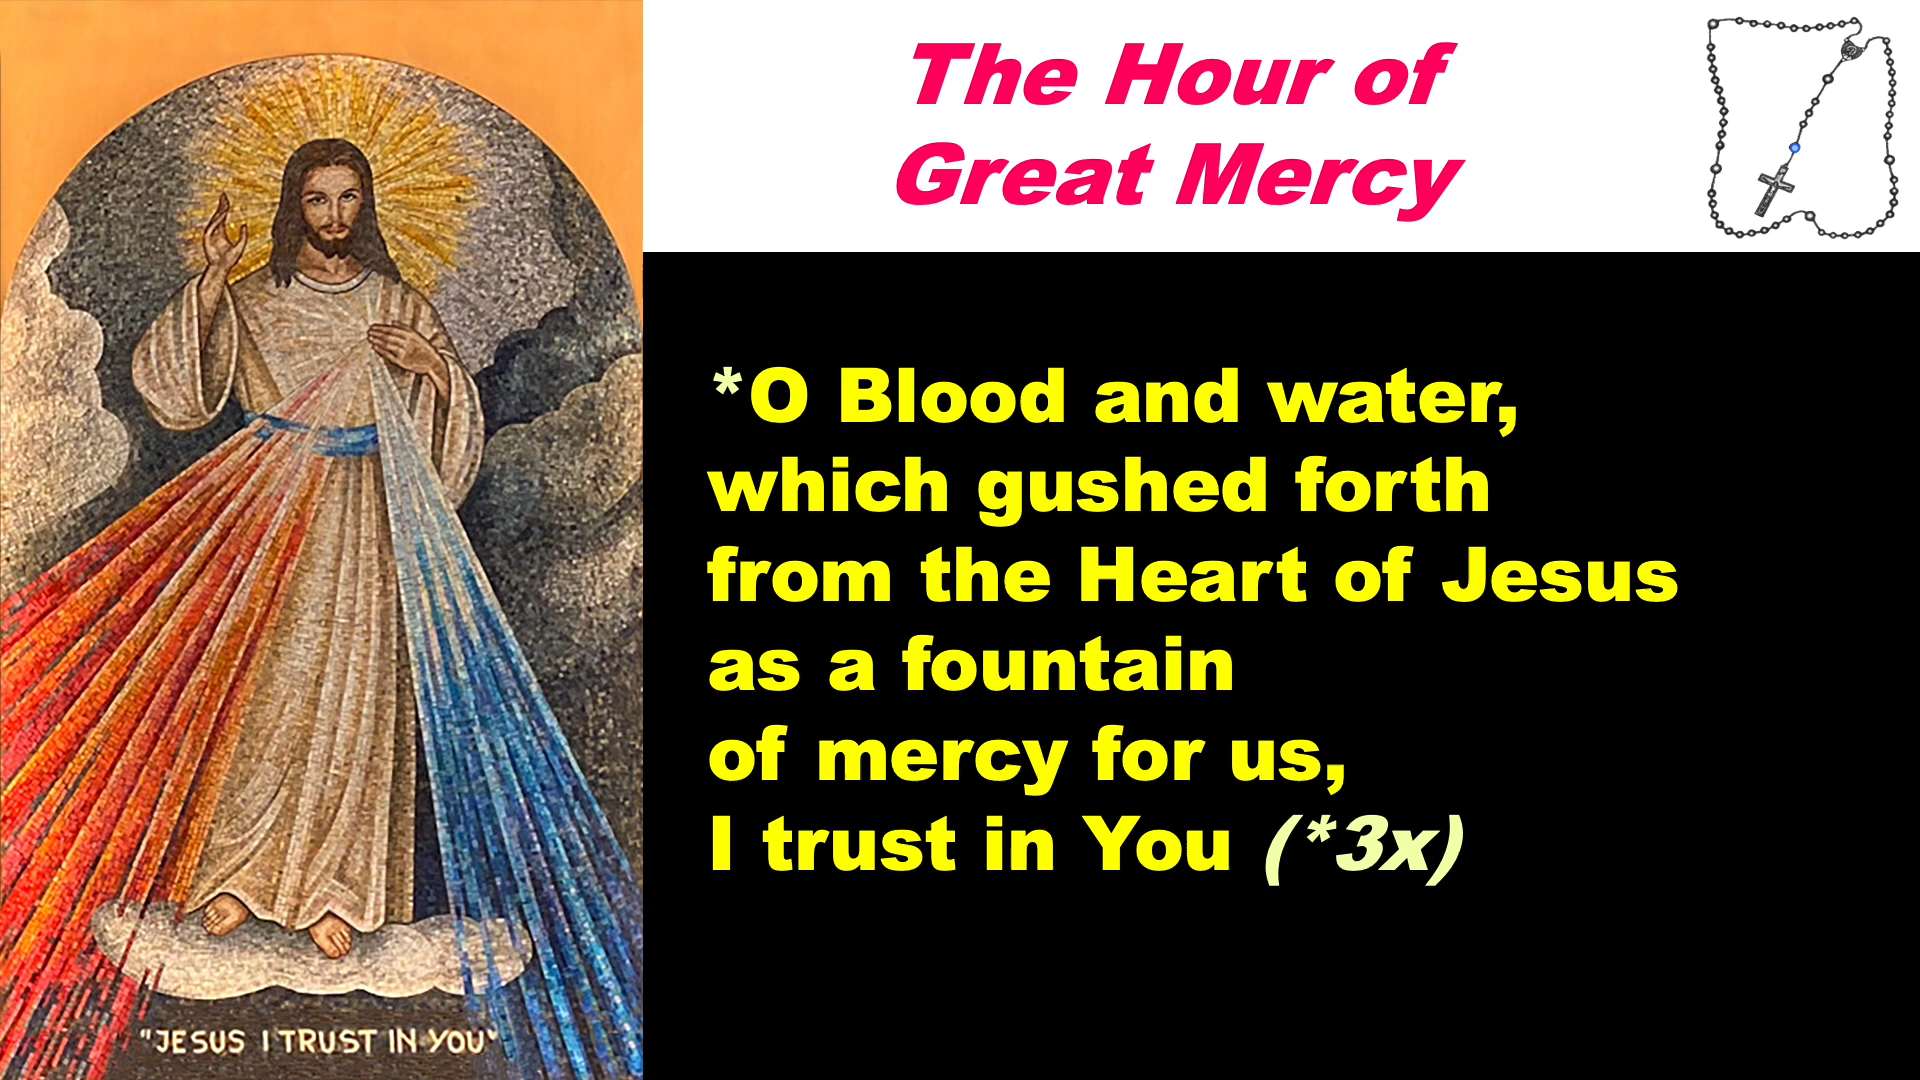 The Hour of
Great Mercy
*O Blood and water,
which gushed forth
from the Heart of Jesus
as a fountain
of mercy for us,
I trust in You (*3x)
"JESUS I TRUST IN YOU"